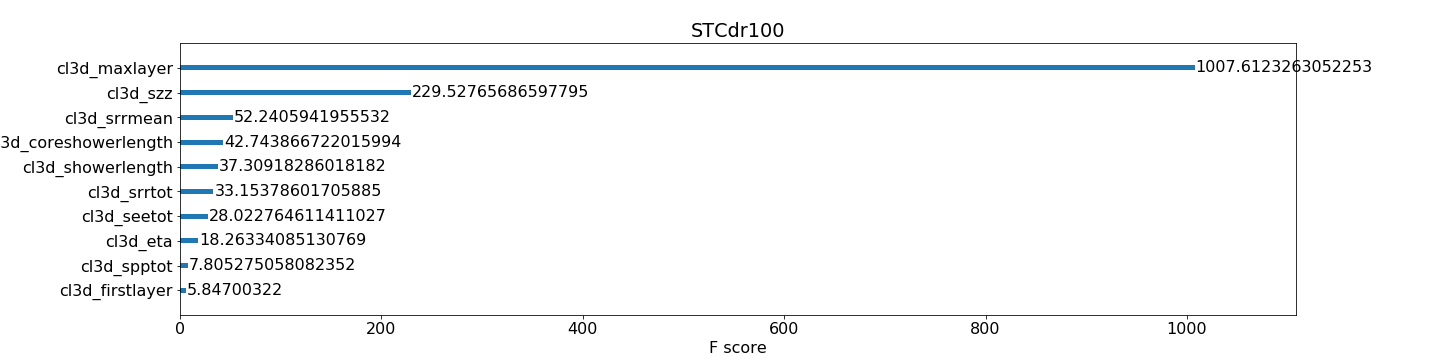 STCdr100
cl3d_maxlayer 1007.6123263052253
cl3d_szz 229.52765686597795
cl3d_srrmean 52.2405941955532
3d_coreshowerlength 42.743866722015994
cl3d_showerlength 37.30918286018182
cl3d_srrtot 33.15378601705885
cl3d_seetot 28.022764611411027
cl3d_eta 18.26334085130769
cl3d_spptot 7.805275058082352
cl3d_firstlayer 5.84700322
0 200 400 600 800 1000
F score